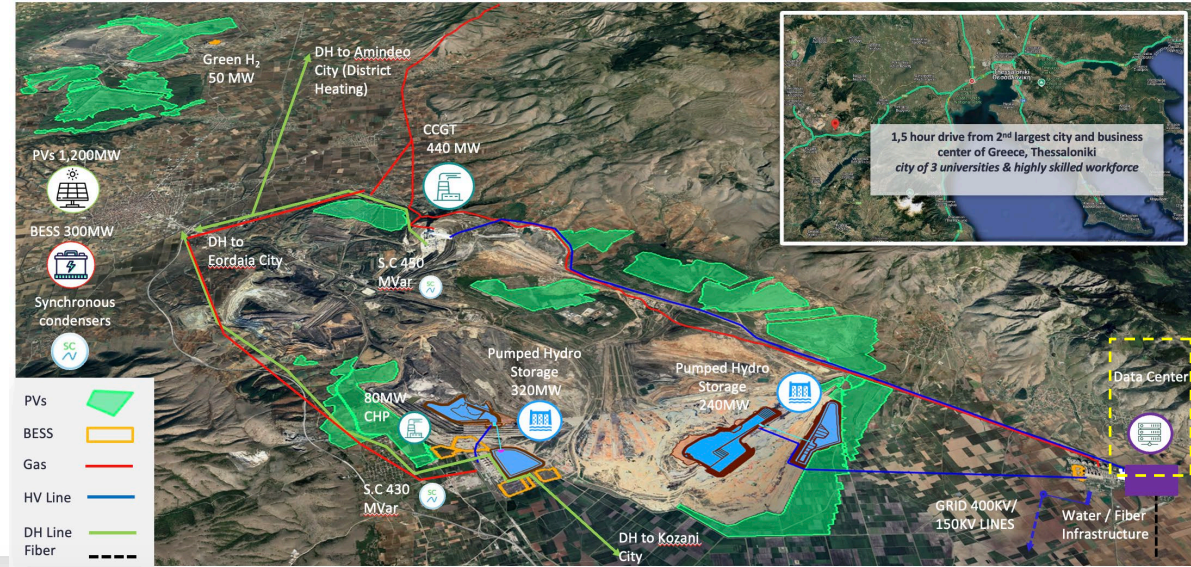 Green H₂
50 MW
DH to Amindeo
City (District
Heating)
CCGT
440 MW
1,5 hour drive from 2nd largest city and business
center of Greece, Thessaloniki
city of 3 universities & highly skilled workforce
PVs 1,200MW
BESS 300MW
DH to
Eordaia City
S.C 450
MVar
SC
Synchronous
condensers
SC
Pumped Hydro
Storage
320MW
Pumped Hydro
Storage
240MW
Data Center
80MW
CHP
S.C 430
MVar
SC
GRID 400KV/
150KV LINES
Water / Fiber
Infrastructure
DH to Kozani
City
PVs
BESS
Gas
HV Line
DH Line
Fiber